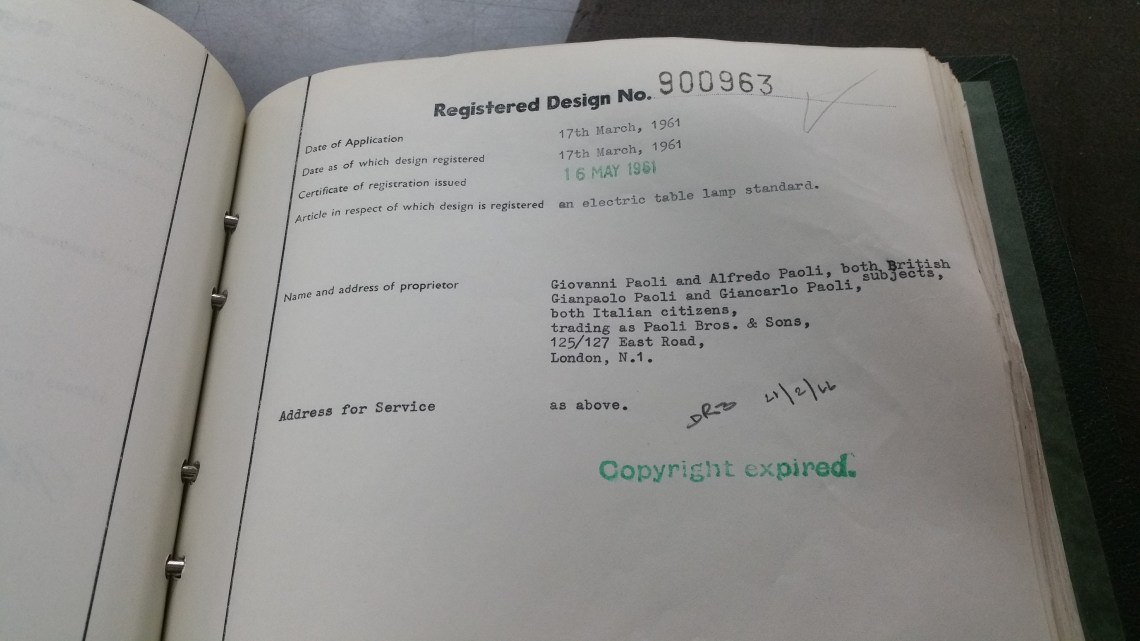 Registered Design No. 900963
Date of Application 17th March, 1961
Date as of which design registered 17th March, 1961
Certificate of registration issued 16 MAY 1961
Article in respect of which design is registered an electric table lamp standard.
Name and address of proprietor Giovanni Paoli and Alfredo Paoli, both British subjects,
Gianpaolo Paoli and Giancarlo Paoli,
both Italian citizens,
trading as Paoli Bros. & Sons,
125/127 East Road,
London, N.1.
Address for Service as above.
Copyright expired.